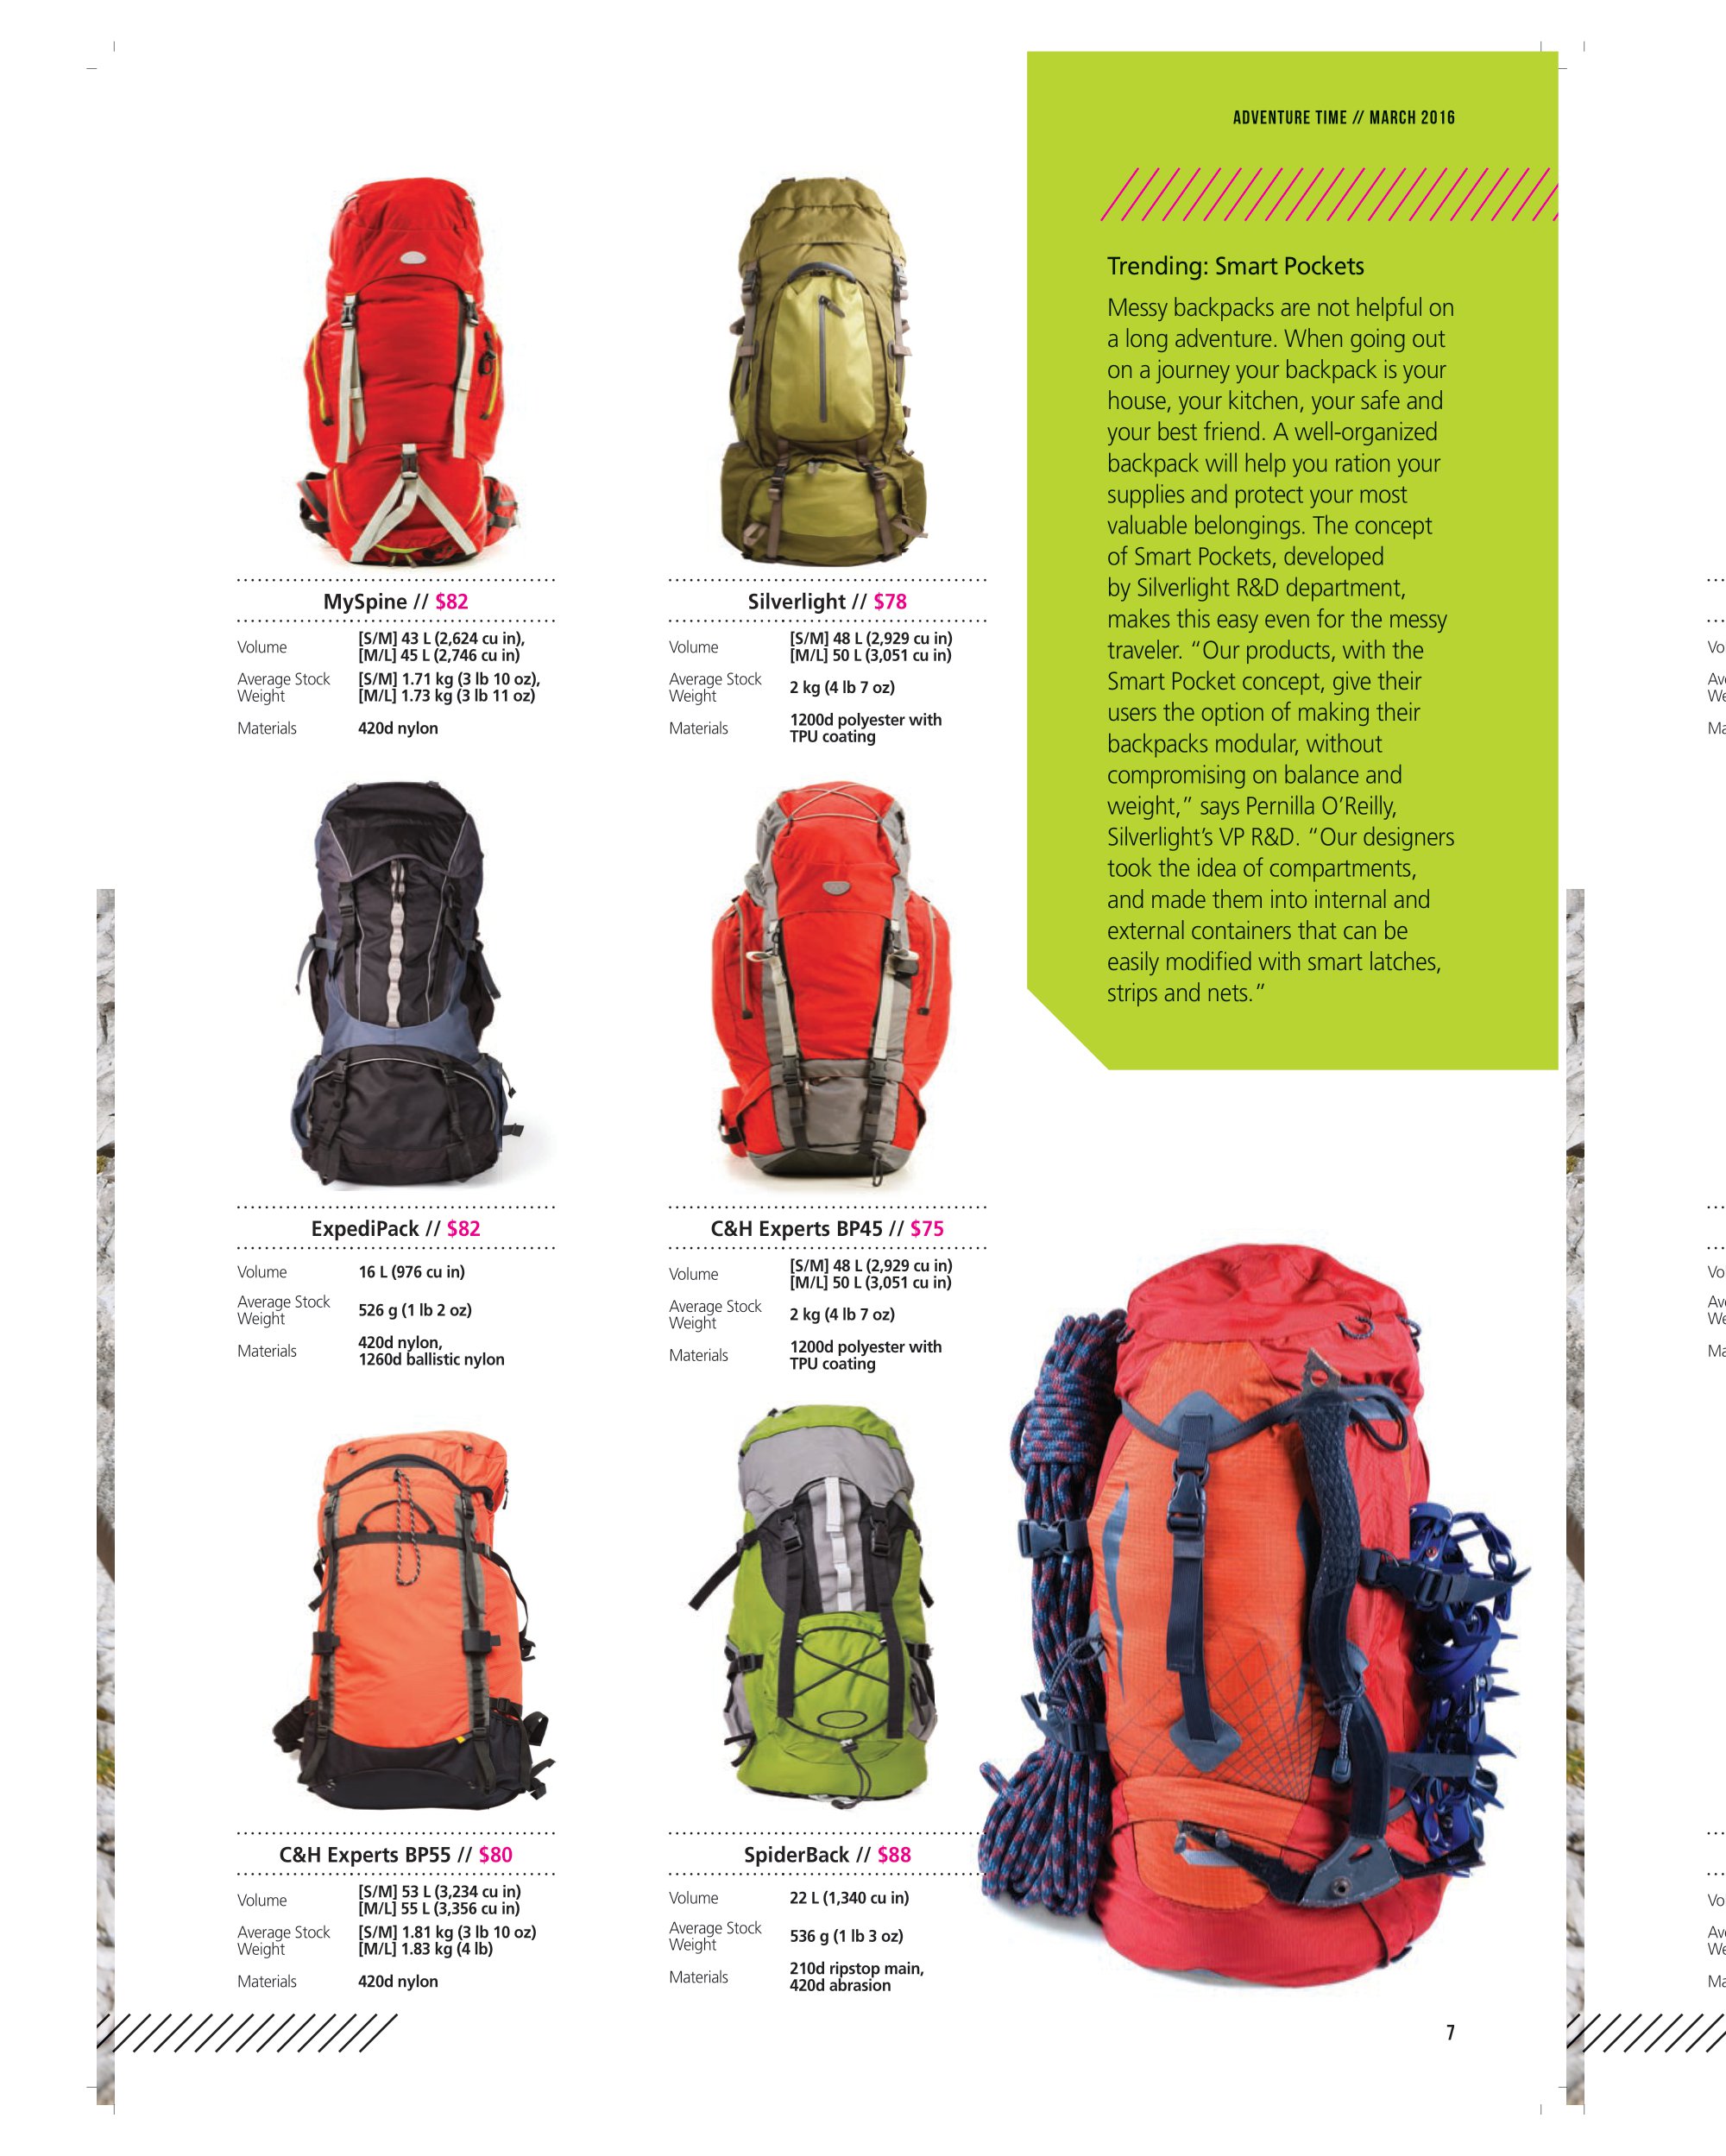 ADVENTURE TIME // MARCH 2016
MySpine // $82
Volume
[S/M] 43 L (2,624 cu in),
[M/L] 45 L (2,746 cu in)
Average Stock
Weight
[S/M] 1.71 kg (3 lb 10 oz),
[M/L] 1.73 kg (3 lb 11 oz)
Materials
420d nylon
Silverlight // $78
Volume
[S/M] 48 L (2,929 cu in)
[M/L] 50 L (3,051 cu in)
Average Stock
Weight
2 kg (4 lb 7 oz)
Materials
1200d polyester with
TPU coating
Trending: Smart Pockets
Messy backpacks are not helpful on
a long adventure. When going out
on a journey your backpack is your
house, your kitchen, your safe and
your best friend. A well-organized
backpack will help you ration your
supplies and protect your most
valuable belongings. The concept
of Smart Pockets, developed
by Silverlight R&D department,
makes this easy even for the messy
traveler. “Our products, with the
Smart Pocket concept, give their
users the option of making their
backpacks modular, without
compromising on balance and
weight,” says Pernilla O’Reilly,
Silverlight’s VP R&D. “Our designers
took the idea of compartments,
and made them into internal and
external containers that can be
easily modified with smart latches,
strips and nets.”
ExpediPack // $82
Volume
16 L (976 cu in)
Average Stock
Weight
526 g (1 lb 2 oz)
Materials
420d nylon,
1260d ballistic nylon
C&H Experts BP45 // $75
Volume
[S/M] 48 L (2,929 cu in)
[M/L] 50 L (3,051 cu in)
Average Stock
Weight
2 kg (4 lb 7 oz)
Materials
1200d polyester with
TPU coating
C&H Experts BP55 // $80
Volume
[S/M] 53 L (3,234 cu in)
[M/L] 55 L (3,356 cu in)
Average Stock
Weight
[S/M] 1.81 kg (3 lb 10 oz)
[M/L] 1.83 kg (4 lb)
Materials
420d nylon
SpiderBack // $88
Volume
22 L (1,340 cu in)
Average Stock
Weight
536 g (1 lb 3 oz)
Materials
210d ripstop main,
420d abrasion
7